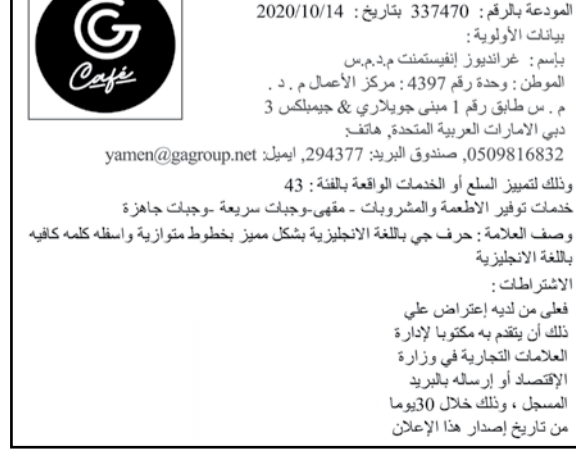 المودعة بالرقم: 337470 بتاريخ: 2020/10/14
G
Café
بيانات الأولوية:
بإسم: غرانديوز إنفيستمنت م.د.م.س
الموطن: وحدة رقم 4397: مركز الأعمال م . د .
م . س طابق رقم 1 مبنى جويلاري & جيمبلكس 3
دبي الامارات العربية المتحدة, هاتف:
0509816832, صندوق البريد: 294377, ايميل: yamen@gagroup.net
وذلك لتمييز السلع أو الخدمات الواقعة بالفئة: 43
خدمات توفير الاطعمة والمشروبات - مقهى-وجبات سريعة -وجبات جاهزة
وصف العلامة: حرف جي باللغة الانجليزية بشكل مميز بخطوط متوازية واسفله كلمه كافيه
باللغة الانجليزية
الاشتراطات:
فعلى من لديه إعتراض علي
ذلك أن يتقدم به مكتوبا لإدارة
العلامات التجارية في وزارة
الإقتصاد أو إرساله بالبريد
المسجل ، وذلك خلال 30يوما
من تاريخ إصدار هذا الإعلان